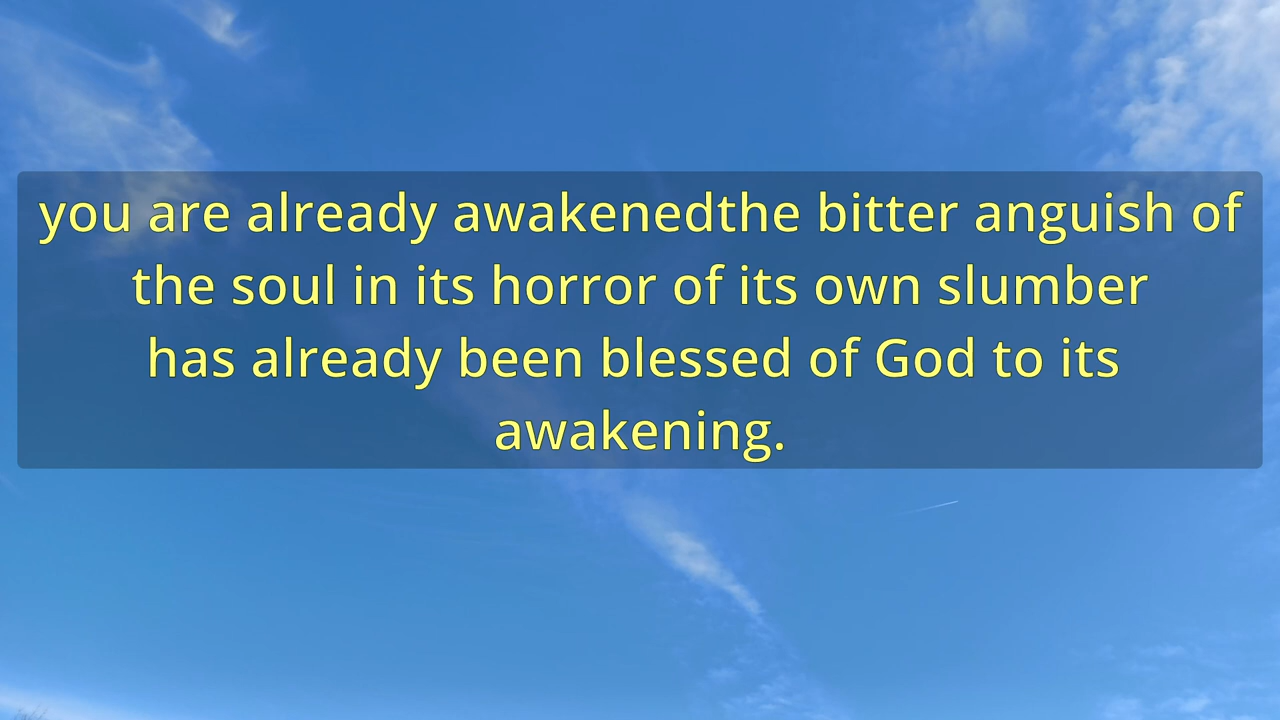 you are already awakenedthe bitter anguish of
the soul in its horror of its own slumber
has already been blessed of God to its
awakening.